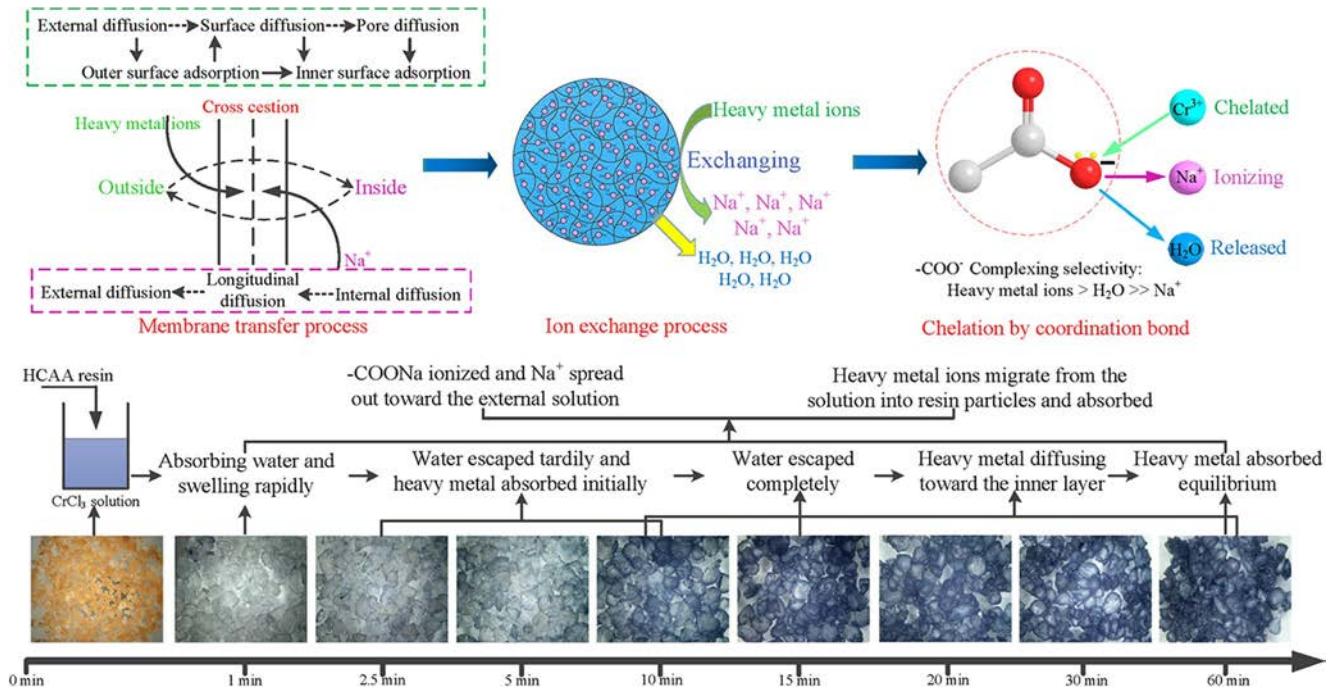 External diffusion
Surface diffusion
Pore diffusion
Outer surface adsorption
Inner surface adsorption
Cross cestion
Heavy metal ions
Outside
Inside
Na⁺
External diffusion
Longitudinal
diffusion
Internal diffusion
Membrane transfer process
Heavy metal ions
Exchanging
Na⁺, Na⁺, Na⁺
Na⁺, Na⁺
H₂O, H₂O, H₂O
H₂O, H₂O
Ion exchange process
Cr³⁺
Chelated
Na⁺
Ionizing
H₂O
Released
-COO⁻ Complexing selectivity:
Heavy metal ions > H₂O >> Na⁺
Chelation by coordination bond
HCAA resin
CrCl₃ solution
-COONa ionized and Na⁺ spread
out toward the external solution
Heavy metal ions migrate from the
solution into resin particles and absorbed
Absorbing water and
swelling rapidly
Water escaped tardily and
heavy metal absorbed initially
Water escaped
completely
Heavy metal diffusing
toward the inner layer
Heavy metal absorbed
equilibrium
0 min
1 min
2.5 min
5 min
10 min
15 min
20 min
30 min
60 min